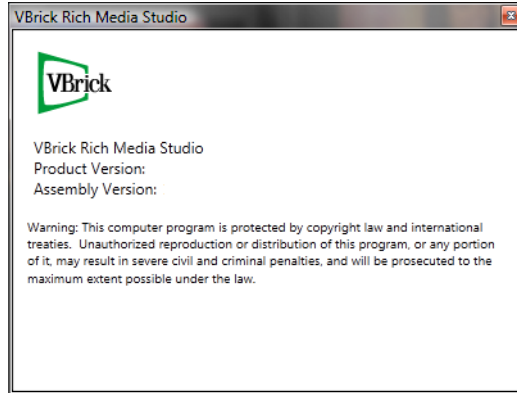 VBrick Rich Media Studio
VBrick
VBrick Rich Media Studio
Product Version:
Assembly Version:
Warning: This computer program is protected by copyright law and international
treaties. Unauthorized reproduction or distribution of this program, or any portion
of it, may result in severe civil and criminal penalties, and will be prosecuted to the
maximum extent possible under the law.